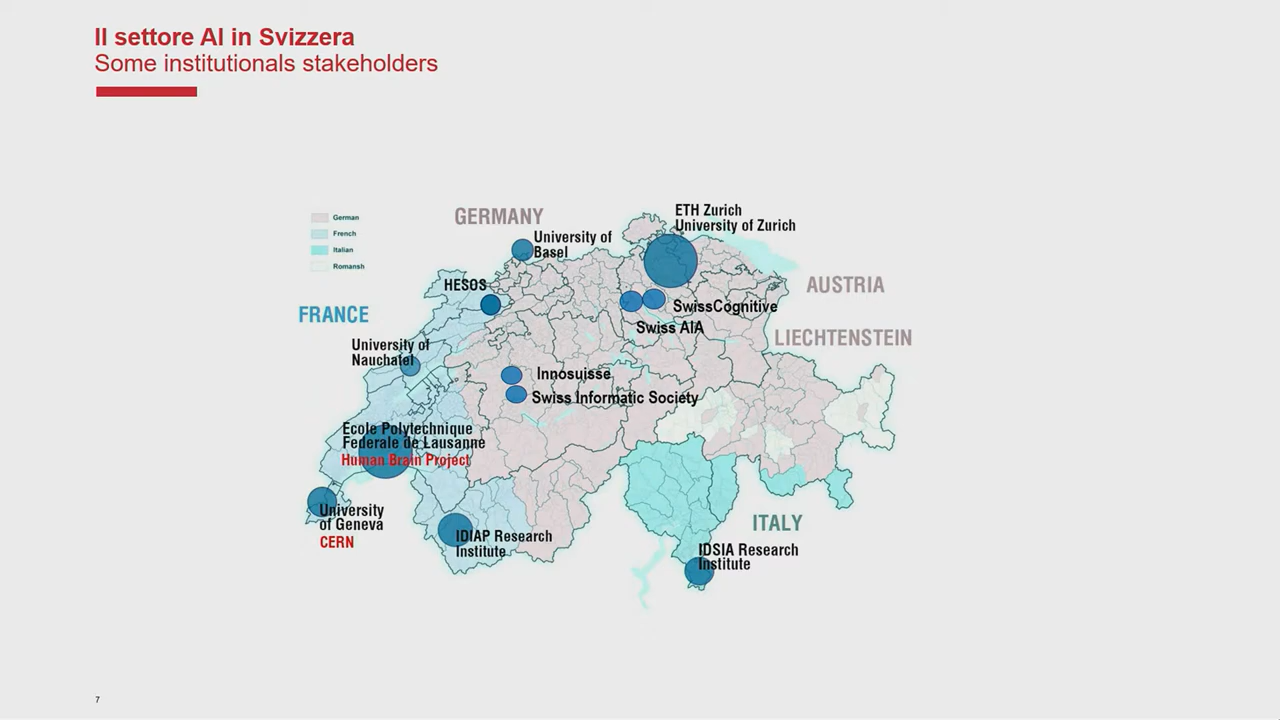 Il settore AI in Svizzera
Some institutionals stakeholders
German
French
Italian
Romansh
GERMANY
ETH Zurich
University of Zurich
University of
Basel
HESOS
AUSTRIA
FRANCE
SwissCognitive
Swiss AIA
LIECHTENSTEIN
University of
Nauchatel
Innosuisse
Swiss Informatic Society
École Polytechnique
Federale de Lausanne
Human Brain Project
University
of Geneva
CERN
IDIAP Research
Institute
ITALY
IDSIA Research
Institute
7